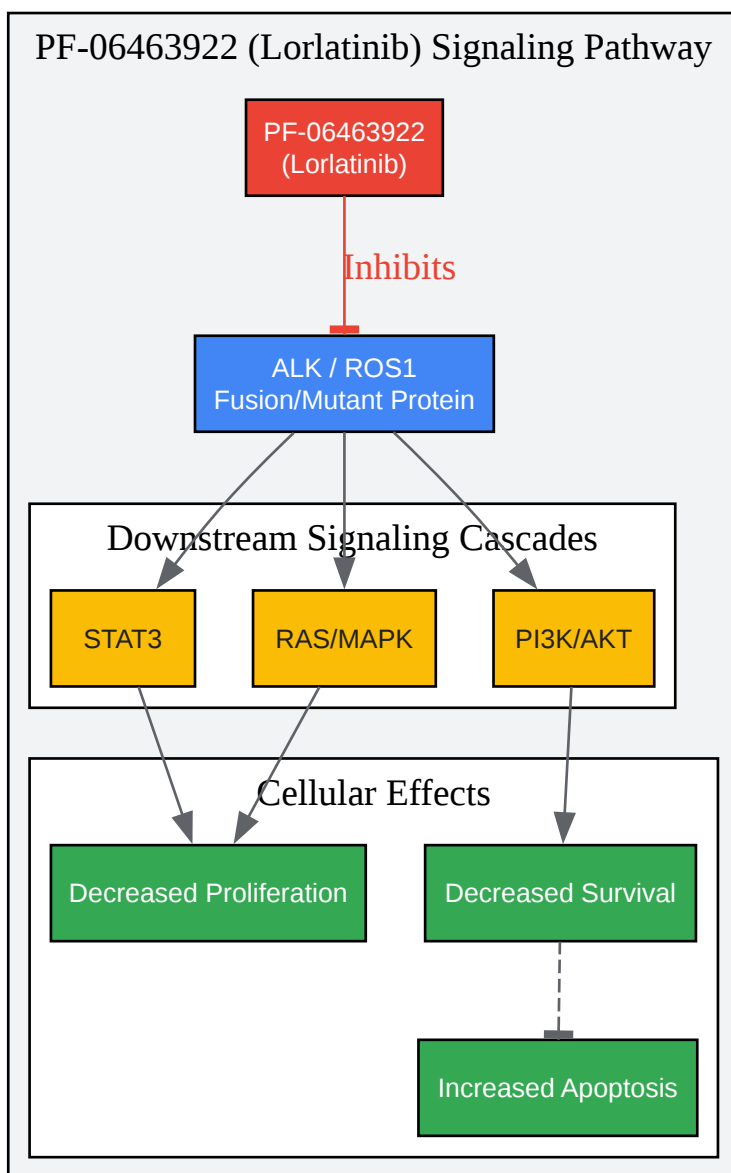 PF-06463922 (Lorlatinib) Signaling Pathway
PF-06463922
(Lorlatinib)
Inhibits
ALK / ROS1
Fusion/Mutant Protein
Downstream Signaling Cascades
STAT3
RAS/MAPK
PI3K/AKT
Cellular Effects
Decreased Proliferation
Decreased Survival
Increased Apoptosis